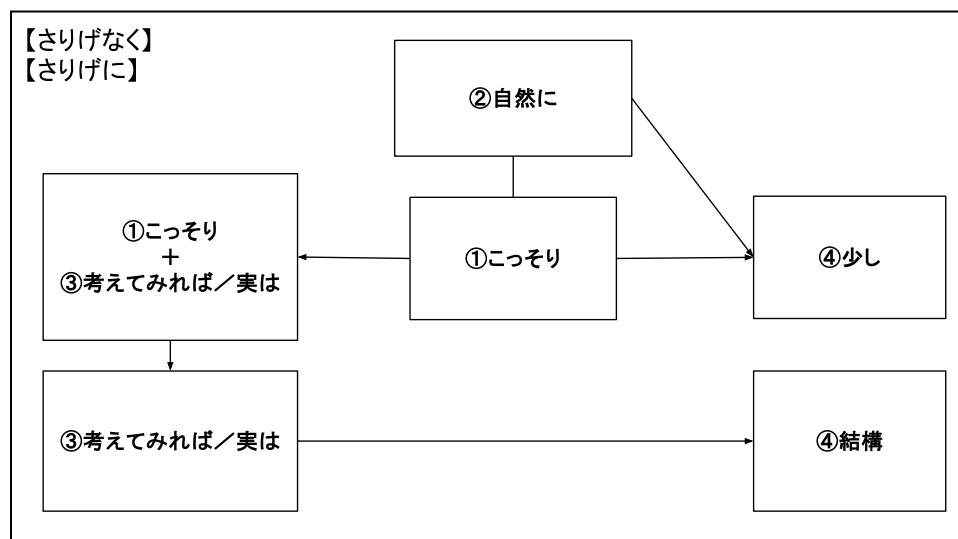 【さりげなく】
【さりげに】
②自然に
①こっそり
＋
③考えてみれば／実は
①こっそり
④少し
③考えてみれば／実は
④結構